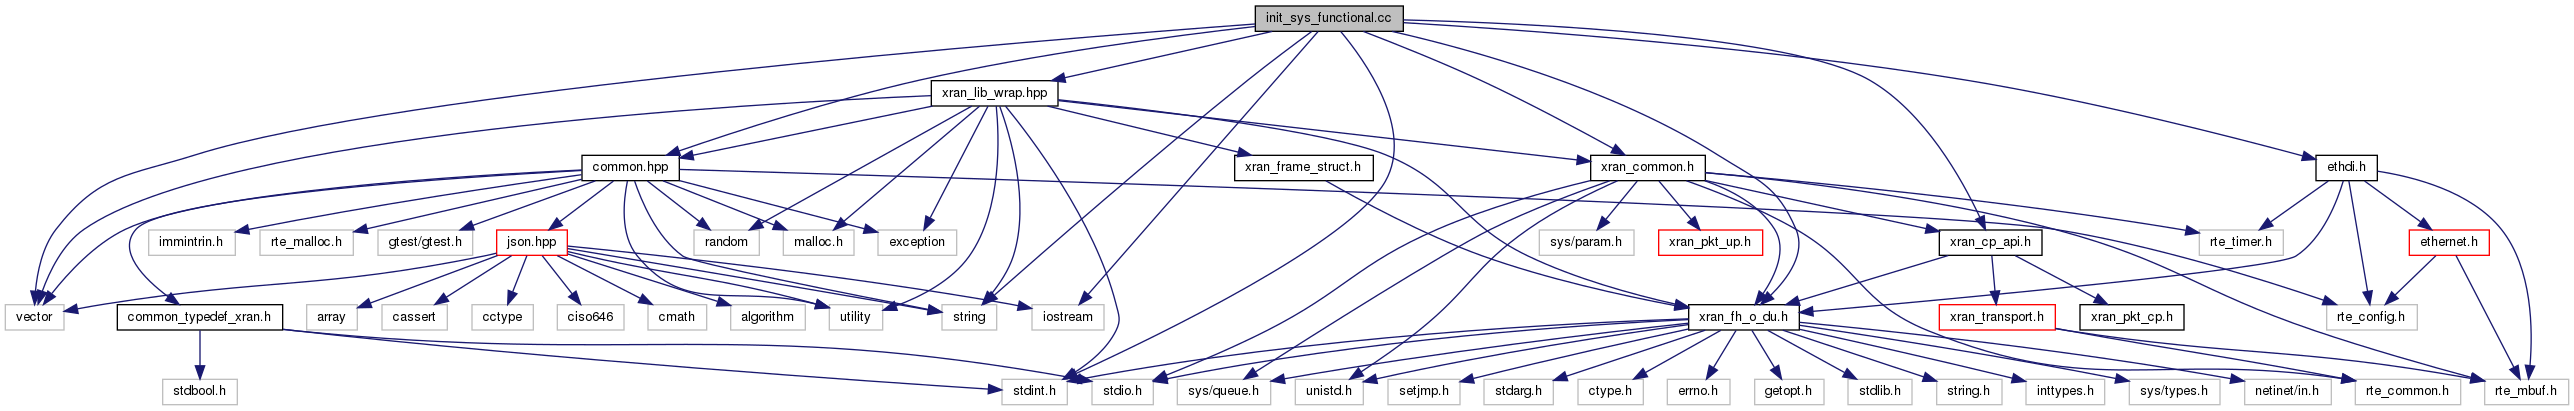 init_sys_functional.cc
xran_lib_wrap.hpp
common.hpp
xran_frame_struct.h
xran_common.h
ethdi.h
immintrin.h
rte_malloc.h
gtest/gtest.h
json.hpp
random
malloc.h
exception
sys/param.h
xran_pkt_up.h
xran_cp_api.h
rte_timer.h
ethernet.h
vector
common_typedef_xran.h
array
cassert
cctype
ciso646
cmath
algorithm
utility
string
iostream
xran_fh_o_du.h
xran_transport.h
xran_pkt_cp.h
rte_config.h
stdbool.h
stdint.h
stdio.h
sys/queue.h
unistd.h
setjmp.h
stdarg.h
ctype.h
errno.h
getopt.h
stdlib.h
string.h
inttypes.h
sys/types.h
netinet/in.h
rte_common.h
rte_mbuf.h